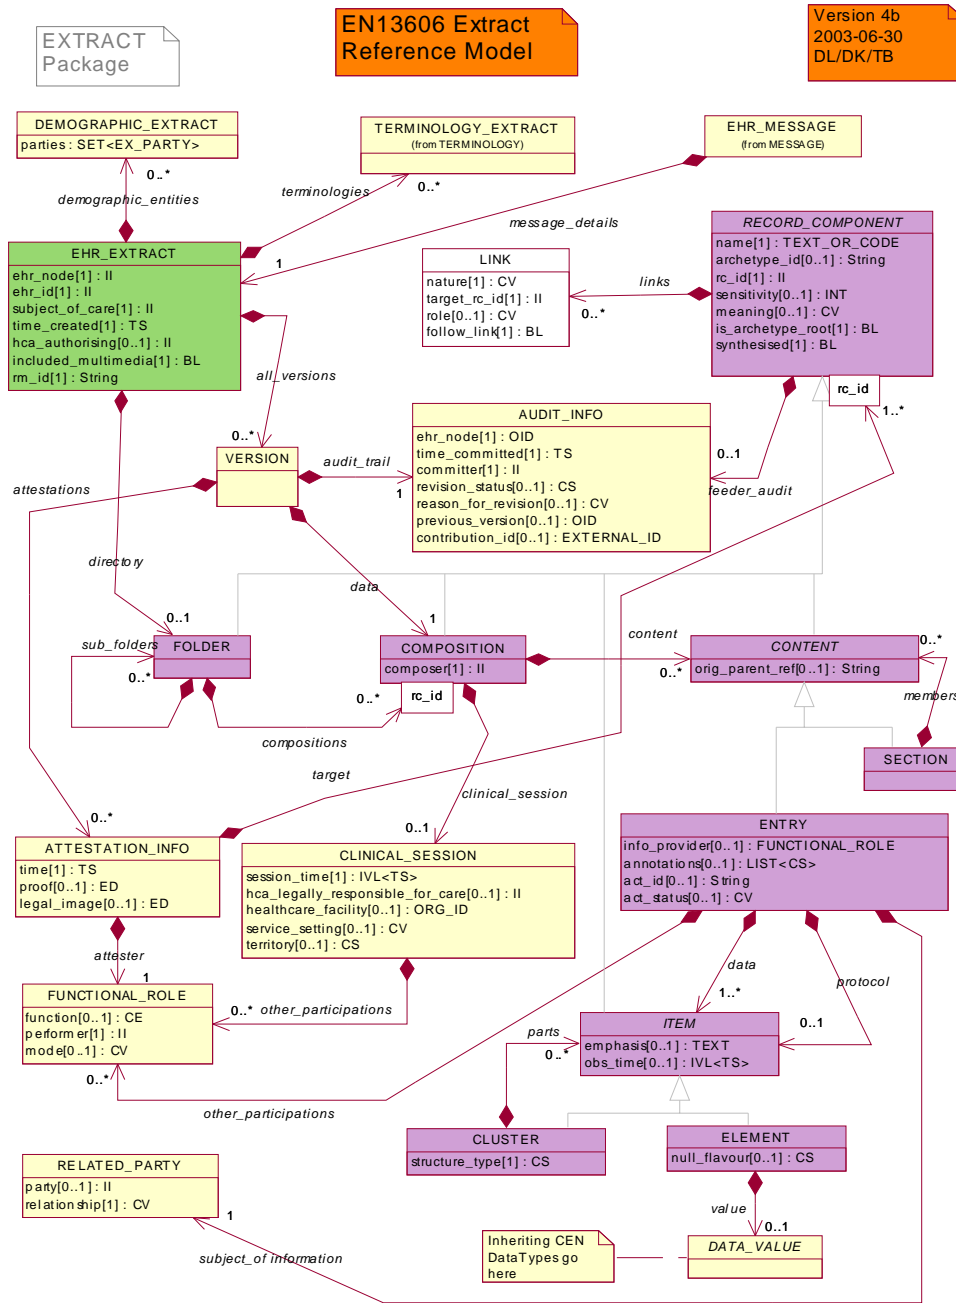 EXTRACT
Package
EN13606 Extract
Reference Model
Version 4b
2003-06-30
DL/DK/TB
DEMOGRAPHIC_EXTRACT
parties : SET<EX_PARTY>
TERMINOLOGY_EXTRACT
(from TERMINOLOGY)
EHR_MESSAGE
(from MESSAGE)
0..*
demographic_entities
terminologies
0..*
message_details
1
EHR_EXTRACT
ehr_node[1] : II
ehr_id[1] : II
subject_of_care[1] : II
time_created[1] : TS
hca_authorising[0..1] : II
included_multimedia[1] : BL
rm_id[1] : String
LINK
nature[1] : CV
target_rc_id[1] : II
role[0..1] : CV
follow_link[1] : BL
links
0..*
RECORD_COMPONENT
name[1] : TEXT_OR_CODE
archetype_id[0..1] : String
rc_id[1] : II
sensitivity[0..1] : INT
meaning[0..1] : CV
is_archetype_root[1] : BL
synthesised[1] : BL
rc_id
1..*
all_versions
0..*
VERSION
audit_trail
1
AUDIT_INFO
ehr_node[1] : OID
time_committed[1] : TS
committer[1] : II
revision_status[0..1] : CS
reason_for_revision[0..1] : CV
previous_version[0..1] : OID
contribution_id[0..1] : EXTERNAL_ID
0..1
feeder_audit
attestations
directory
0..1
data
1
sub_folders
0..*
FOLDER
COMPOSITION
composer[1] : II
rc_id
0..*
compositions
content
0..*
CONTENT
orig_parent_ref[0..1] : String
0..*
members
SECTION
target
clinical_session
0..1
0..*
ATTESTATION_INFO
time[1] : TS
proof[0..1] : ED
legal_image[0..1] : ED
CLINICAL_SESSION
session_time[1] : IVL<TS>
hca_legally_responsible_for_care[0..1] : II
healthcare_facility[0..1] : ORG_ID
service_setting[0..1] : CV
territory[0..1] : CS
ENTRY
info_provider[0..1] : FUNCTIONAL_ROLE
annotations[0..1] : LIST<CS>
act_id[0..1] : String
act_status[0..1] : CV
attester
1
FUNCTIONAL_ROLE
function[0..1] : CE
performer[1] : II
mode[0..1] : CV
0..*
other_participations
0..*
other_participations
data
1..*
protocol
0..1
ITEM
emphasis[0..1] : TEXT
obs_time[0..1] : IVL<TS>
parts
0..*
CLUSTER
structure_type[1] : CS
ELEMENT
null_flavour[0..1] : CS
value
0..1
DATA_VALUE
Inheriting CEN
DataTypes go
here
RELATED_PARTY
party[0..1] : II
relationship[1] : CV
1
subject_of information